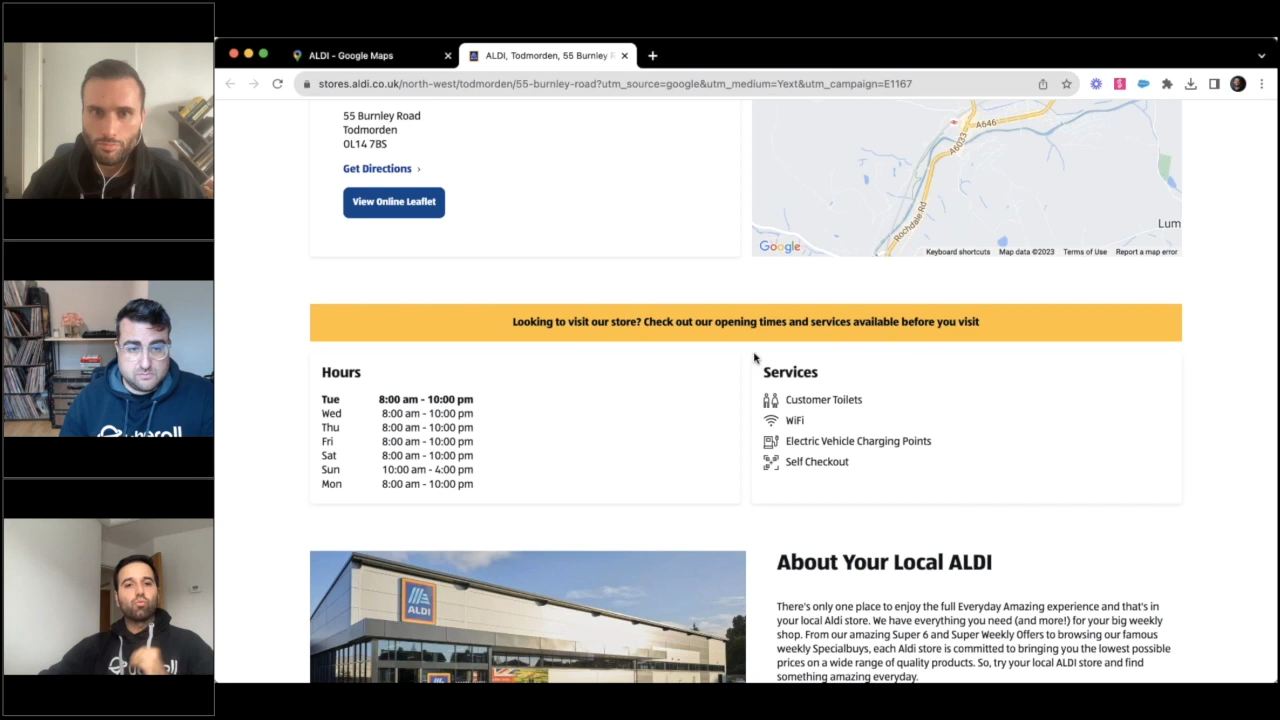 ALDI - Google Maps
ALDI, Todmorden, 55 Burnley R
stores.aldi.co.uk/north-west/todmorden/55-burnley-road?utm_source=google&utm_medium=Yext&utm_campaign=E1167
55 Burnley Road
Todmorden
OL14 7BS
Get Directions ›
View Online Leaflet
A646
A6033
Rochdale Rd
Lum
Google
Keyboard shortcuts Map data ©2023 Terms of Use Report a map error
Looking to visit our store? Check out our opening times and services available before you visit
Hours
Tue 8:00 am - 10:00 pm
Wed 8:00 am - 10:00 pm
Thu 8:00 am - 10:00 pm
Fri 8:00 am - 10:00 pm
Sat 8:00 am - 10:00 pm
Sun 10:00 am - 4:00 pm
Mon 8:00 am - 10:00 pm
Services
Customer Toilets
WiFi
Electric Vehicle Charging Points
Self Checkout
ALDI
About Your Local ALDI
There's only one place to enjoy the full Everyday Amazing experience and that's in
your local Aldi store. We have everything you need (and more!) for your big weekly
shop. From our amazing Super 6 and Super Weekly Offers to browsing our famous
weekly Specialbuys, each Aldi store is committed to bringing you the lowest possible
prices on a wide range of quality products. So, try your local ALDI store and find
something amazing everyday.